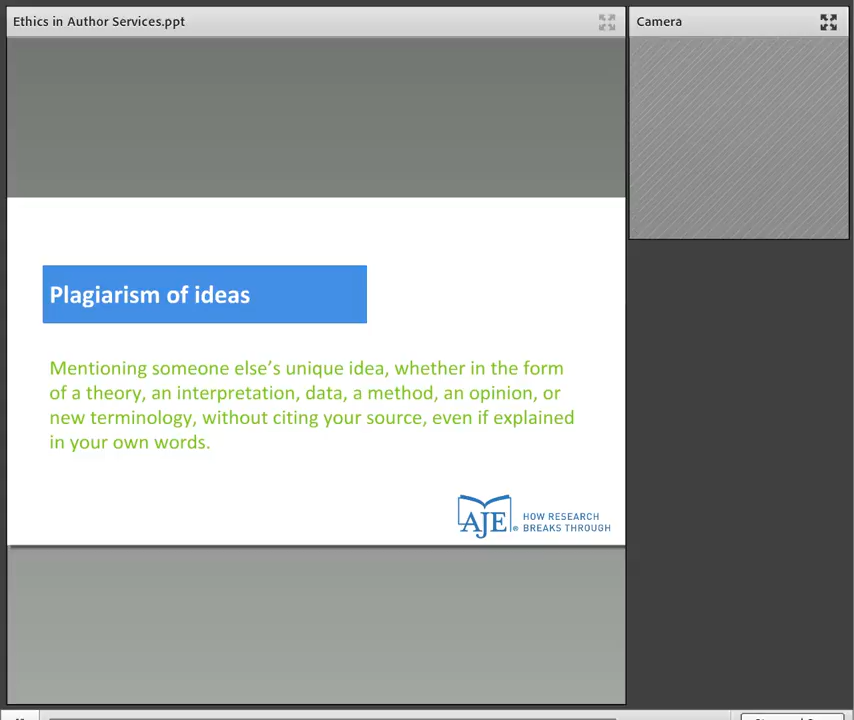 Ethics in Author Services.ppt
Camera
Plagiarism of ideas
Mentioning someone else’s unique idea, whether in the form
of a theory, an interpretation, data, a method, an opinion, or
new terminology, without citing your source, even if explained
in your own words.
AJE®
HOW RESEARCH
BREAKS THROUGH